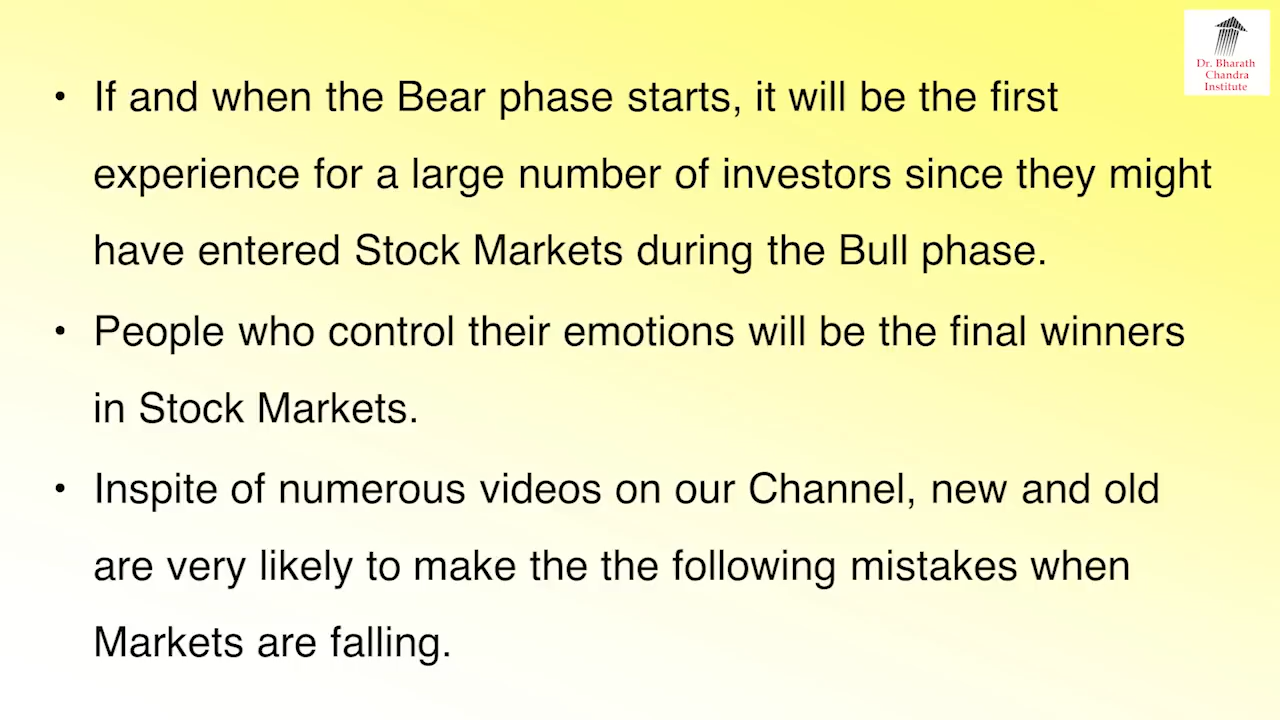 Dr. Bharath
Chandra
Institute
• If and when the Bear phase starts, it will be the first
experience for a large number of investors since they might
have entered Stock Markets during the Bull phase.
• People who control their emotions will be the final winners
in Stock Markets.
• Inspite of numerous videos on our Channel, new and old
are very likely to make the the following mistakes when
Markets are falling.